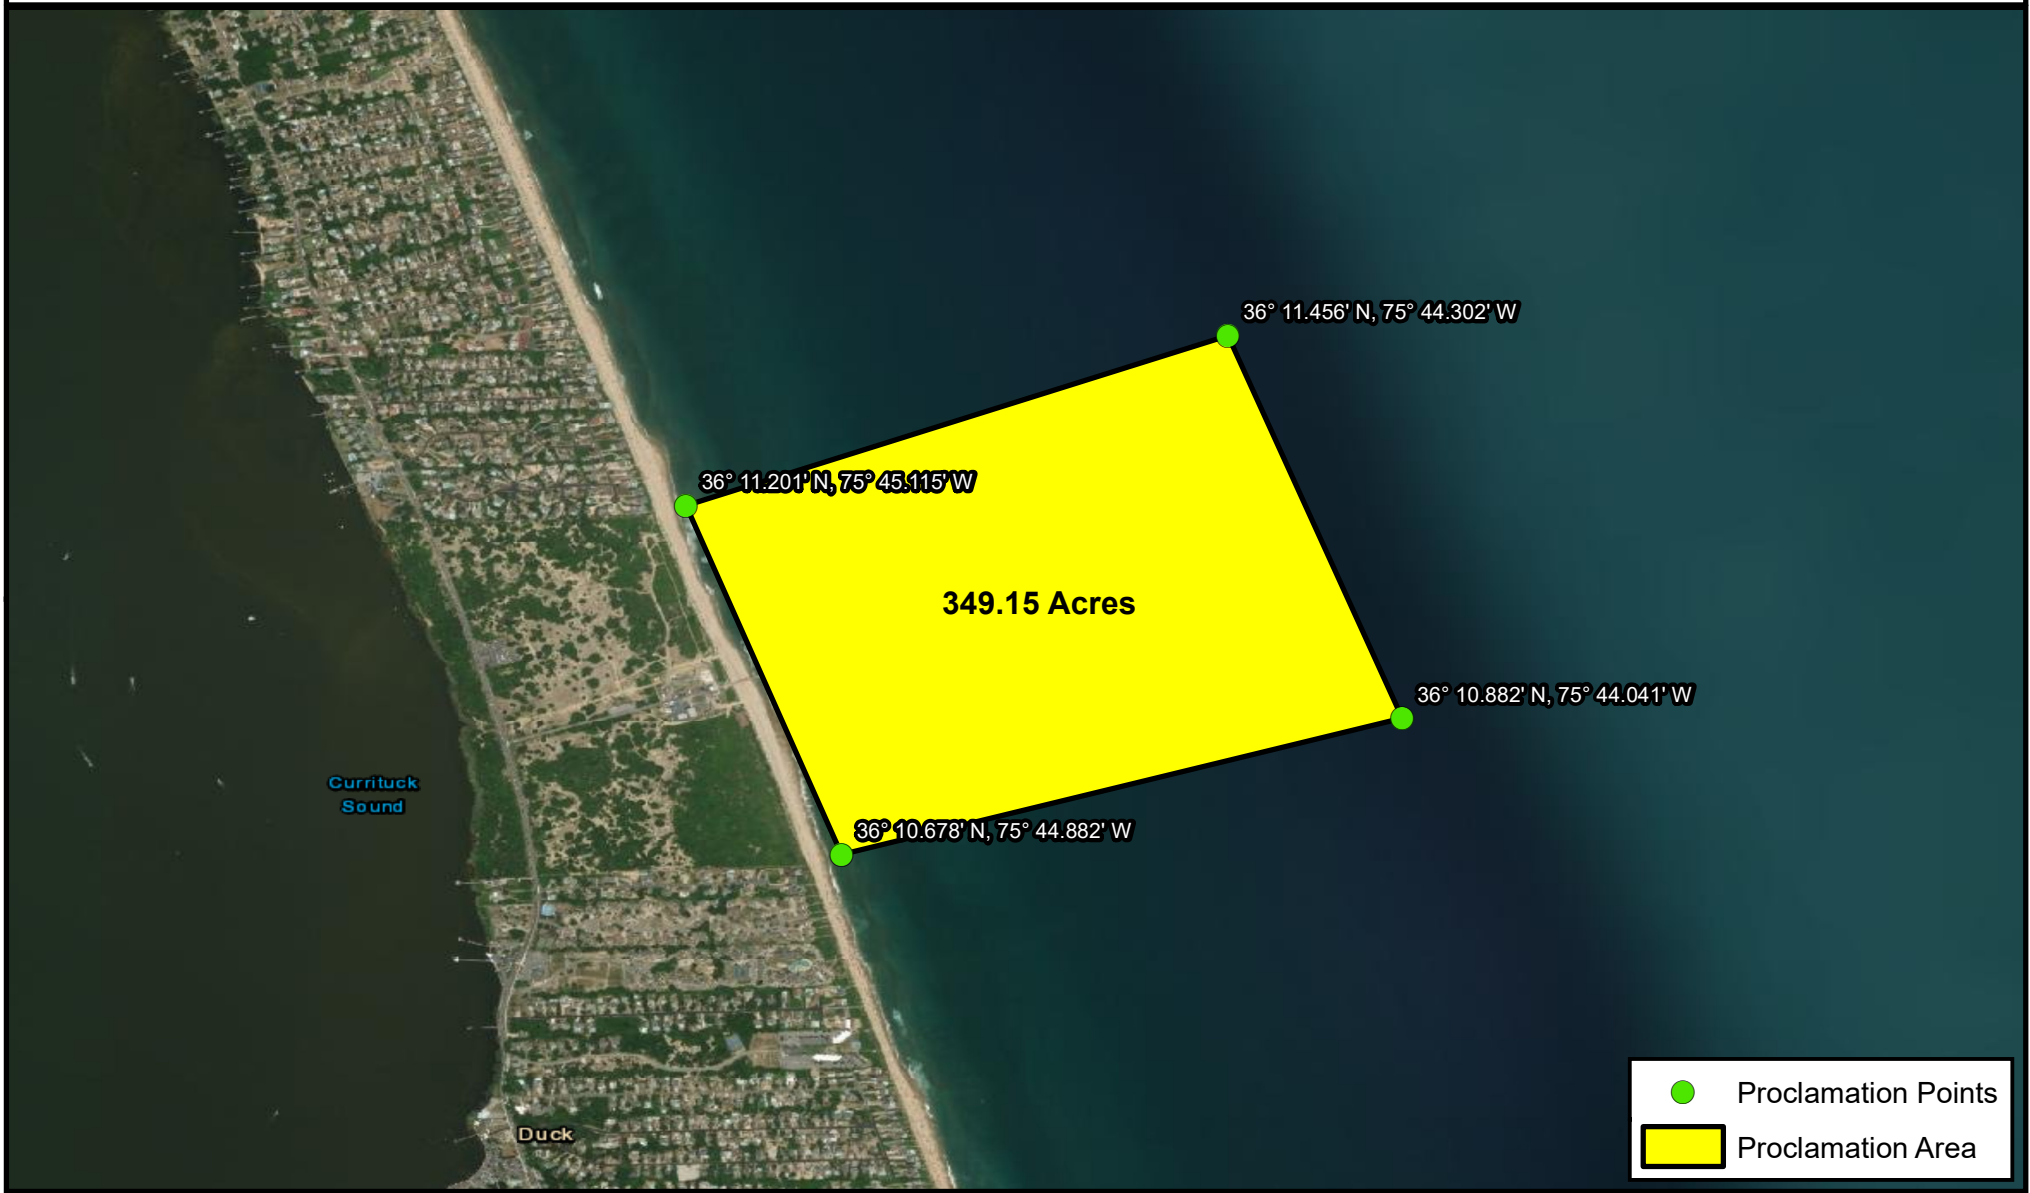 36° 11.456' N, 75° 44.302' W
36° 11.201' N, 75° 45.115' W
349.15 Acres
36° 10.882' N, 75° 44.041' W
Currituck
Sound
36° 10.678' N, 75° 44.882' W
Duck
Proclamation Points
Proclamation Area